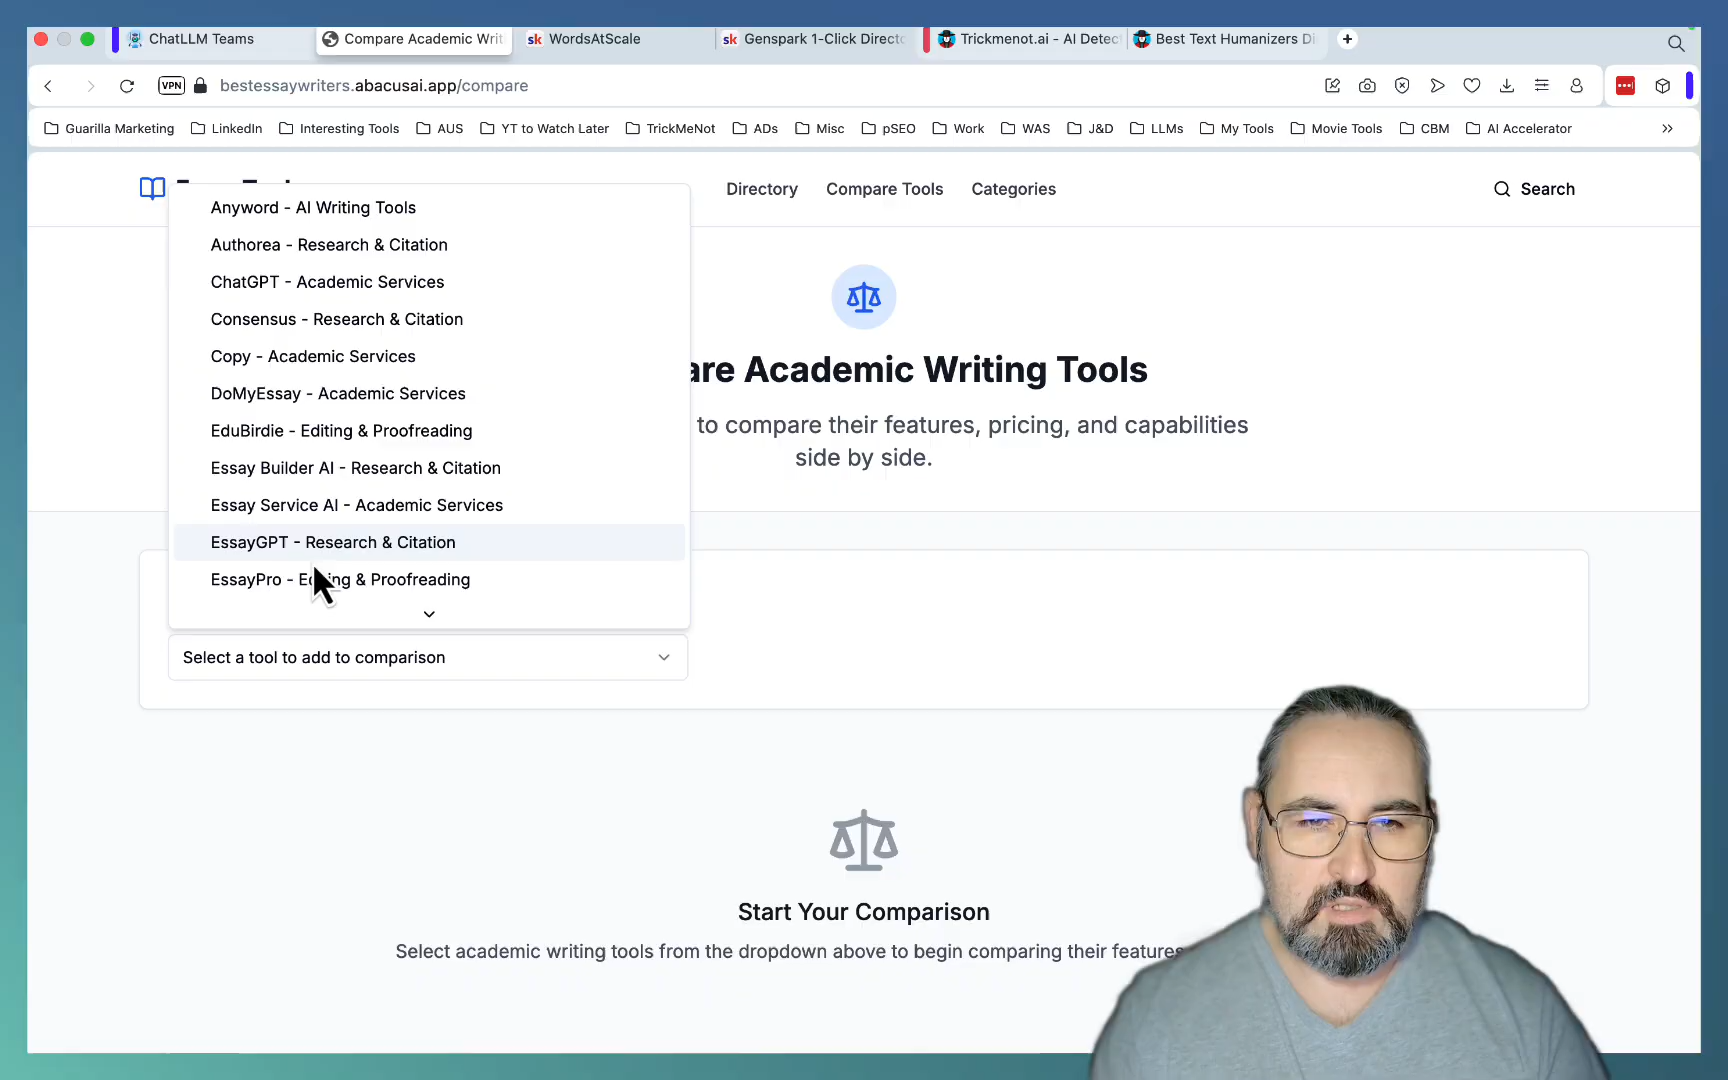 ChatLLM Teams
Compare Academic Writ
sk WordsAtScale
sk Genspark 1-Click Directo
Trickmenot.ai - AI Detect
Best Text Humanizers Di
VPN bestessaywriters.abacusai.app/compare
Guarilla Marketing
LinkedIn
Interesting Tools
AUS
YT to Watch Later
TrickMeNot
ADs
Misc
pSEO
Work
WAS
J&D
LLMs
My Tools
Movie Tools
CBM
AI Accelerator
Directory
Compare Tools
Categories
Search
Anyword - AI Writing Tools
Authorea - Research & Citation
ChatGPT - Academic Services
Consensus - Research & Citation
Copy - Academic Services
DoMyEssay - Academic Services
EduBirdie - Editing & Proofreading
Essay Builder AI - Research & Citation
Essay Service AI - Academic Services
EssayGPT - Research & Citation
EssayPro - Editing & Proofreading
are Academic Writing Tools
to compare their features, pricing, and capabilities
side by side.
Select a tool to add to comparison
Start Your Comparison
Select academic writing tools from the dropdown above to begin comparing their features